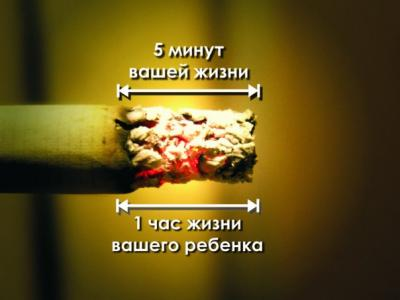 5 минут
вашей жизни
1 час жизни
вашего ребенка